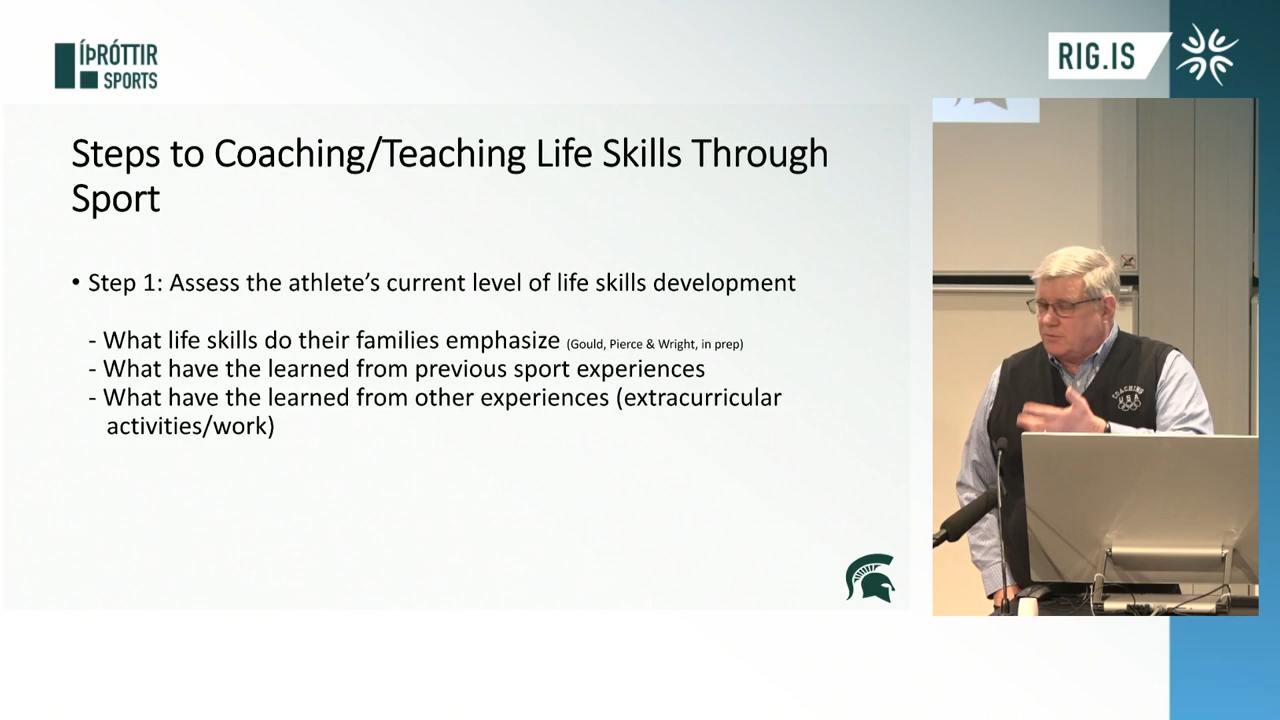 ÍÞRÓTTIR
SPORTS
RIG.IS
Steps to Coaching/Teaching Life Skills Through
Sport
• Step 1: Assess the athlete's current level of life skills development
- What life skills do their families emphasize (Gould, Pierce & Wright, in prep)
- What have the learned from previous sport experiences
- What have the learned from other experiences (extracurricular
activities/work)
COACHING
USA